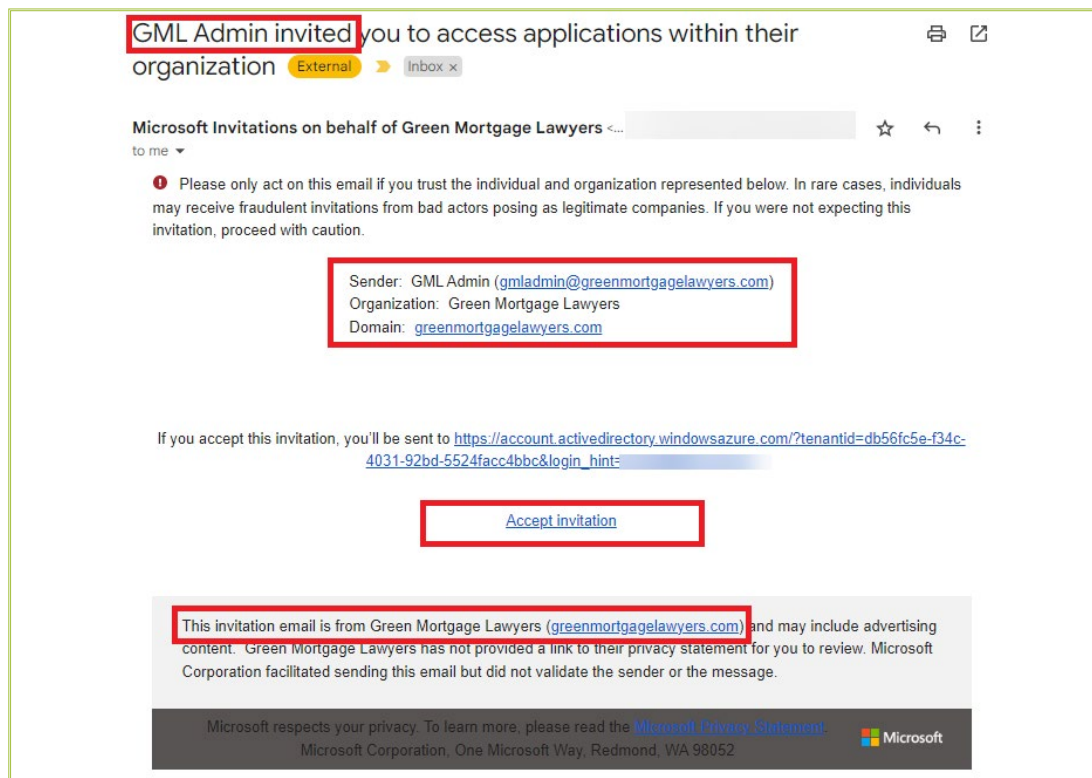 GML Admin invited you to access applications within their
organization External Inbox ×
Microsoft Invitations on behalf of Green Mortgage Lawyers <...
to me
Please only act on this email if you trust the individual and organization represented below. In rare cases, individuals
may receive fraudulent invitations from bad actors posing as legitimate companies. If you were not expecting this
invitation, proceed with caution.
Sender: GML Admin (gmladmin@greenmortgagelawyers.com)
Organization: Green Mortgage Lawyers
Domain: greenmortgagelawyers.com
If you accept this invitation, you'll be sent to https://account.activedirectory.windowsazure.com/?tenantid=db56fc5e-f34c-
4031-92bd-5524facc4bbc&login_hint=
Accept invitation
This invitation email is from Green Mortgage Lawyers (greenmortgagelawyers.com) and may include advertising
content. Green Mortgage Lawyers has not provided a link to their privacy statement for you to review. Microsoft
Corporation facilitated sending this email but did not validate the sender or the message.
Microsoft respects your privacy. To learn more, please read the Microsoft Privacy Statement.
Microsoft Corporation, One Microsoft Way, Redmond, WA 98052
Microsoft